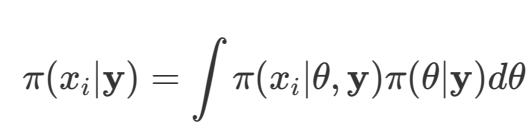 π(x_i|𝐲) = ∫ π(x_i|θ, 𝐲)π(θ|𝐲)dθ